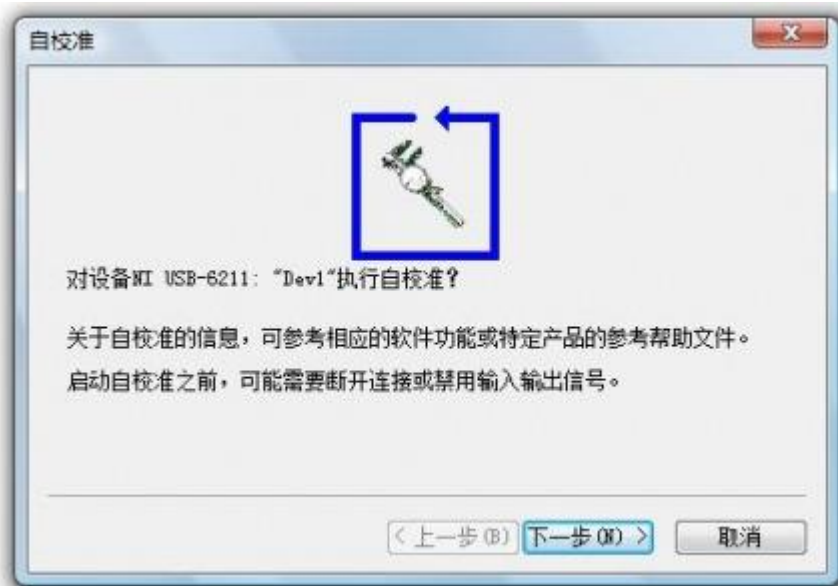 自校准
对设备NI USB-6211: "Dev1"执行自校准?
关于自校准的信息，可参考相应的软件功能或特定产品的参考帮助文件。
启动自校准之前，可能需要断开连接或禁用输入输出信号。
< 上一步(B) 下一步(N) > 取消